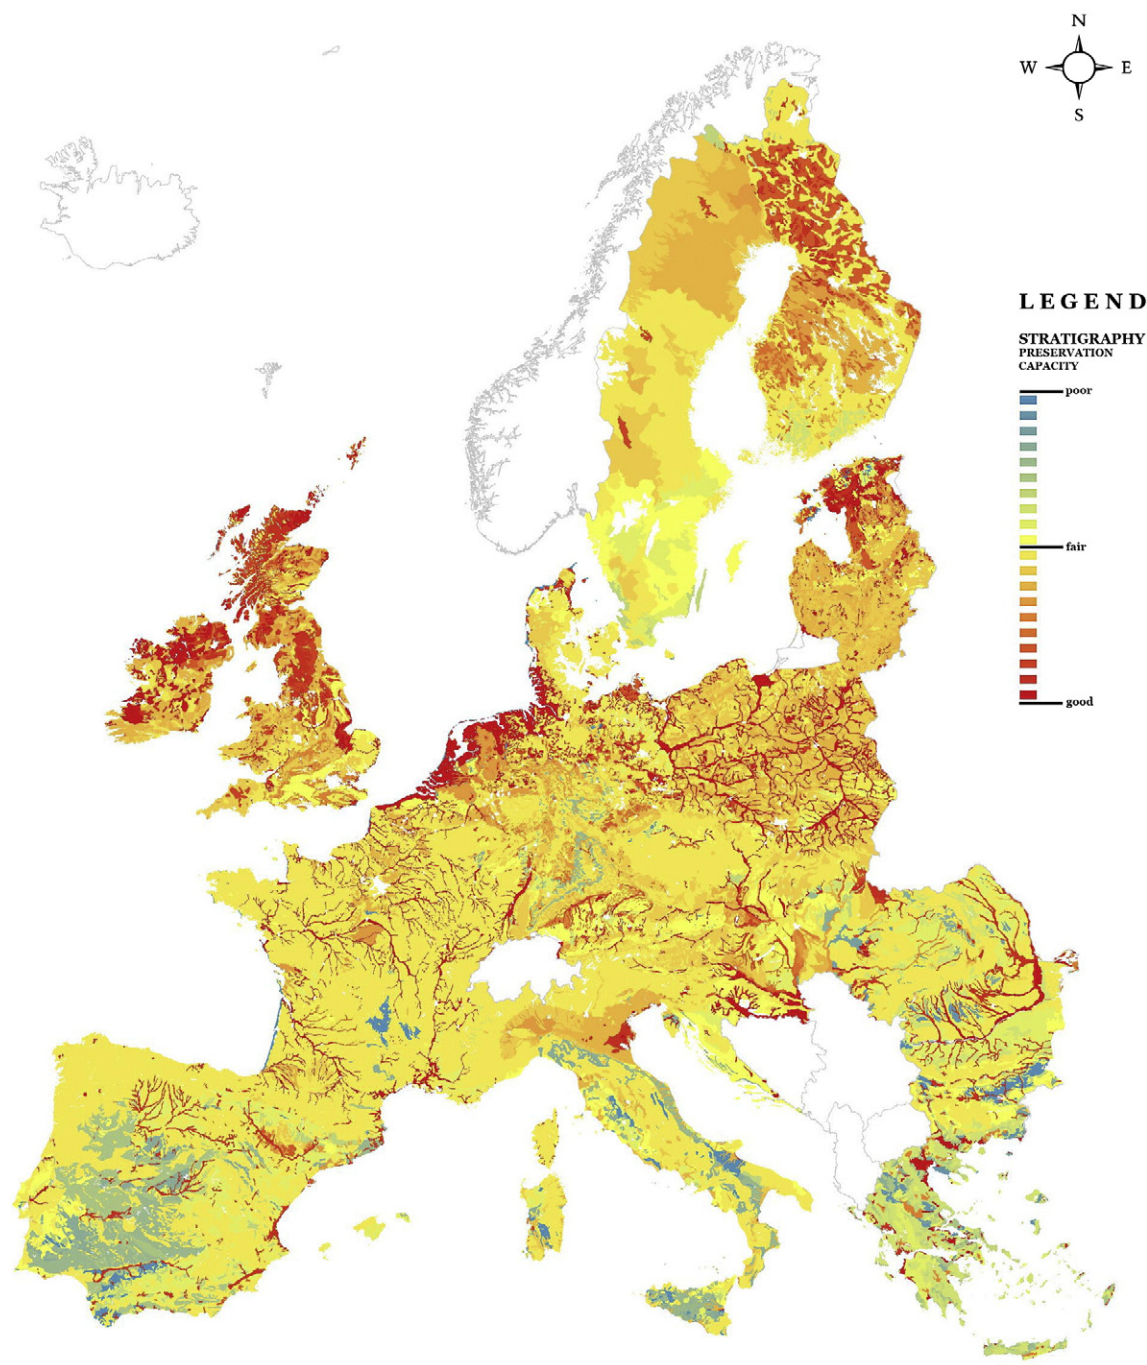 N
W E
S
LEGEND
STRATIGRAPHY
PRESERVATION
CAPACITY
poor
fair
good